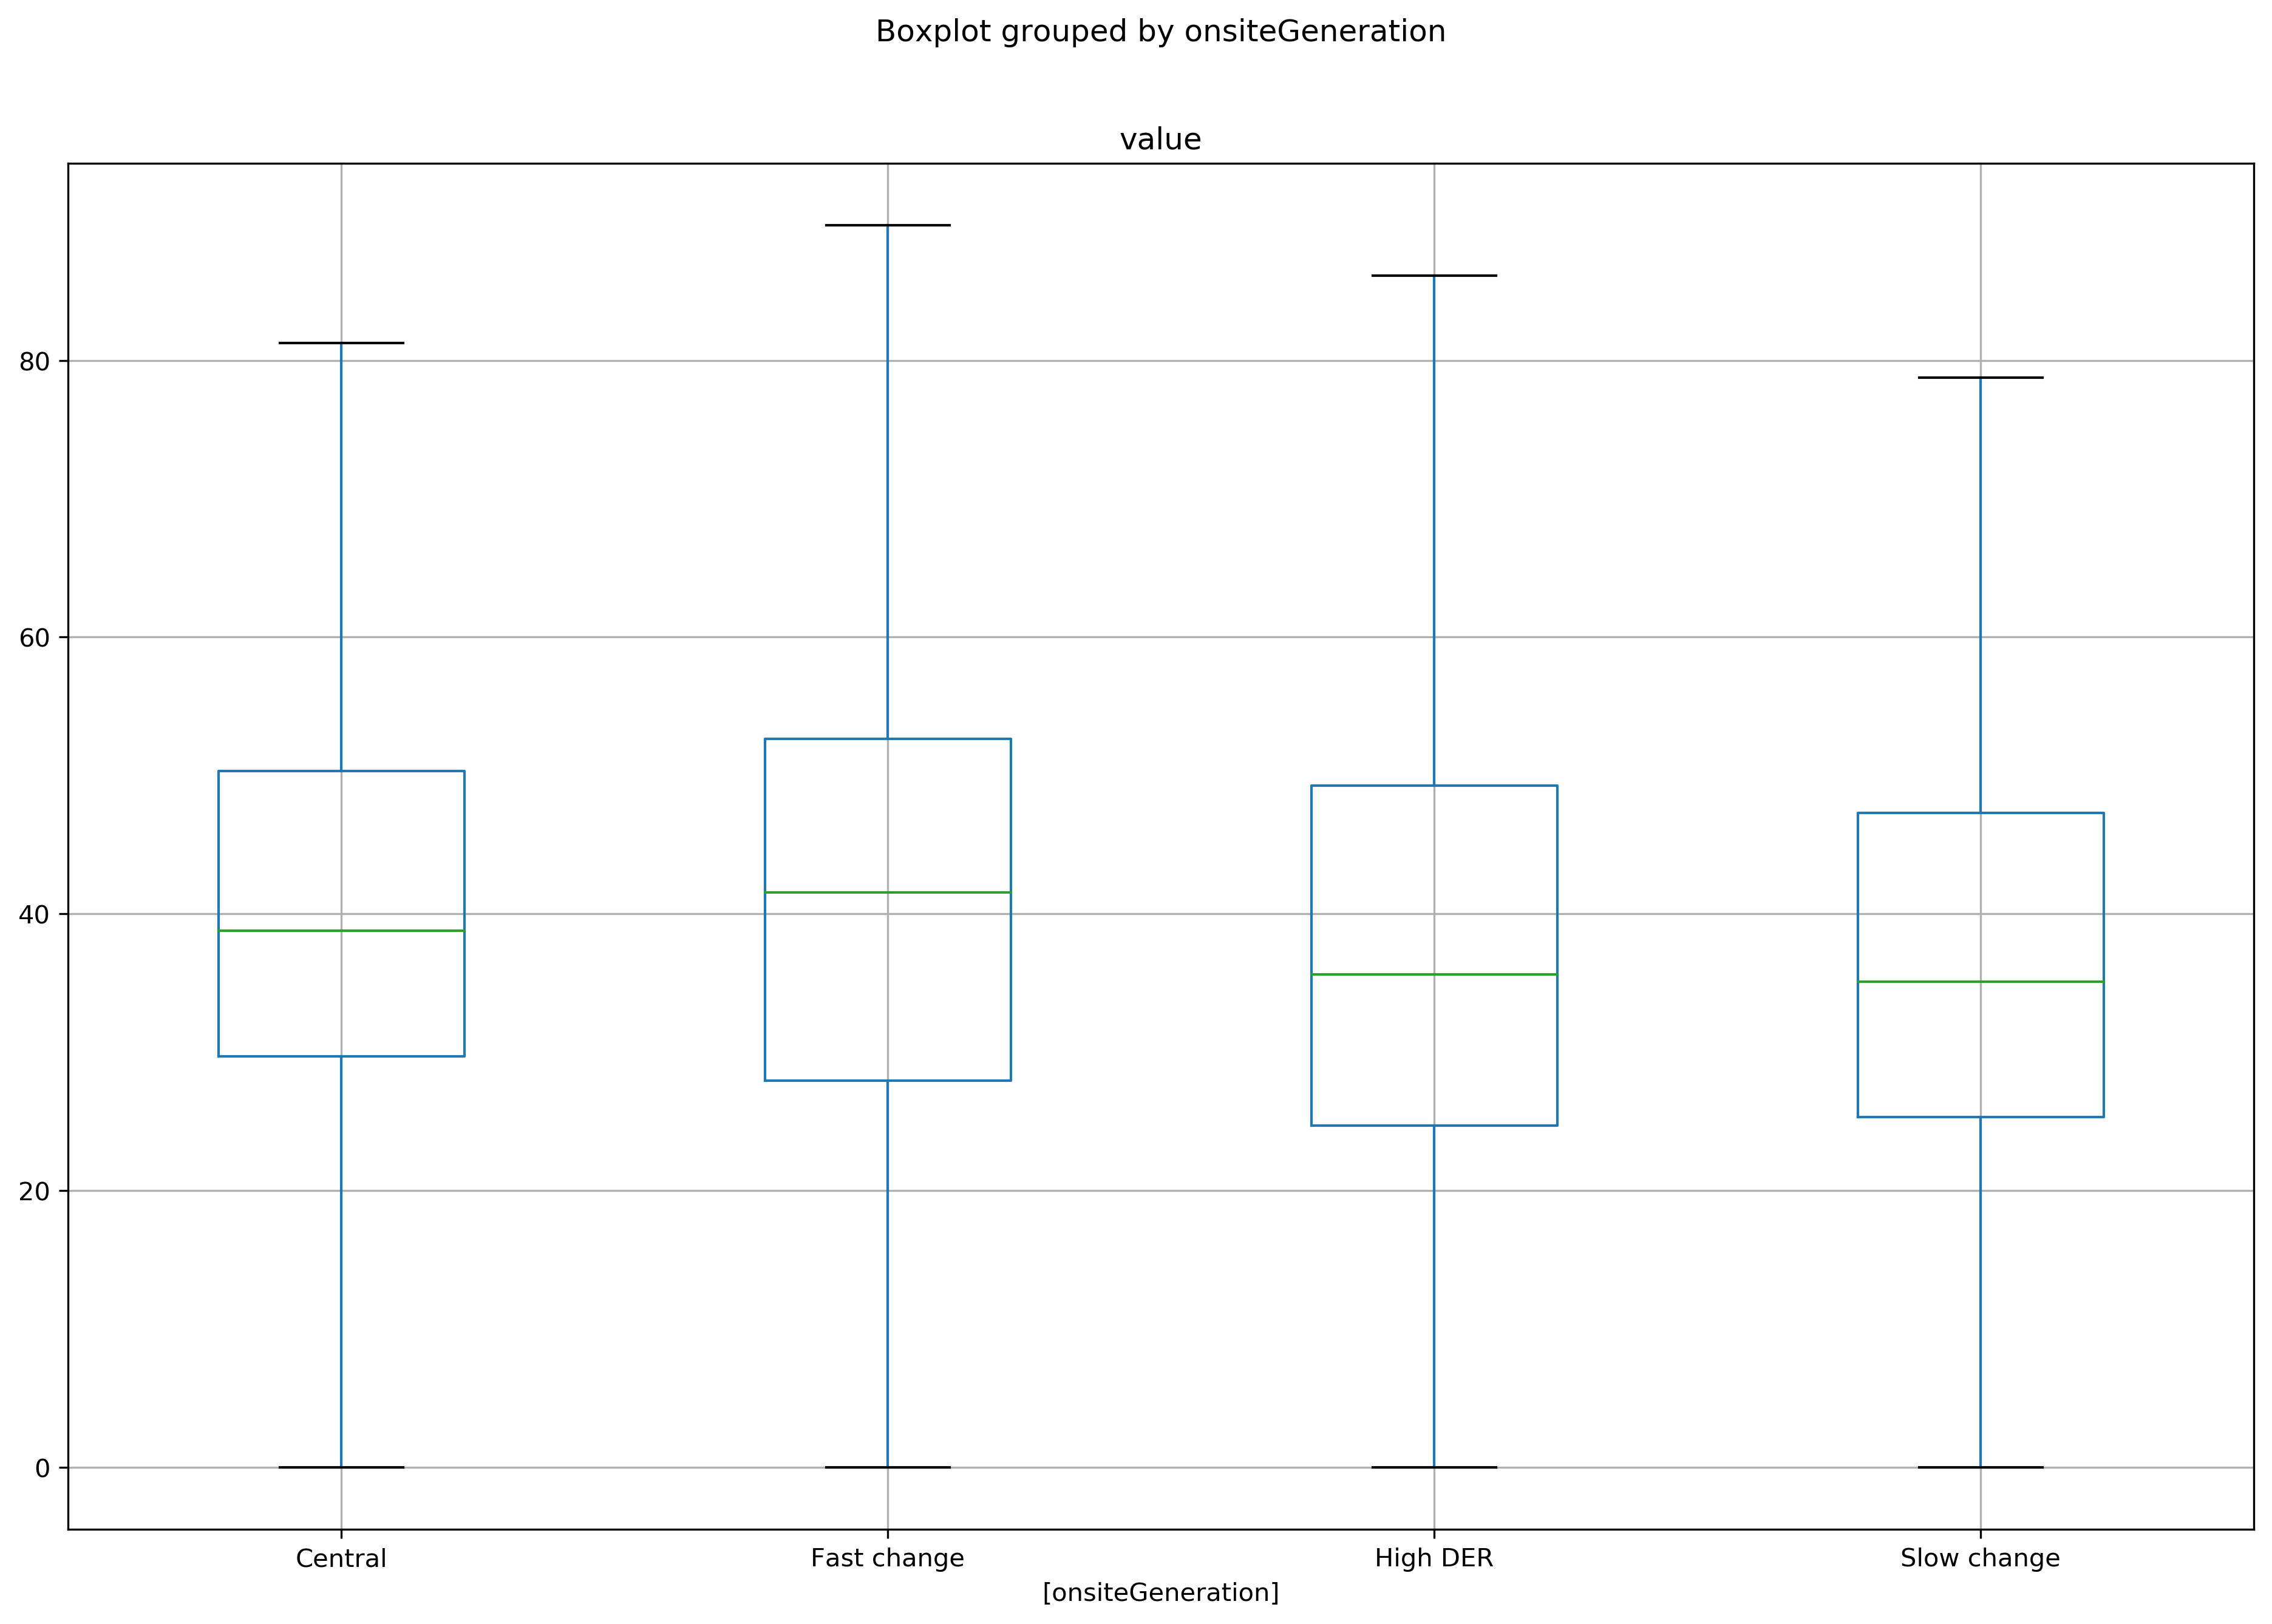 Boxplot grouped by onsiteGeneration
value
80
60
40
20
0
Central Fast change High DER Slow change
[onsiteGeneration]